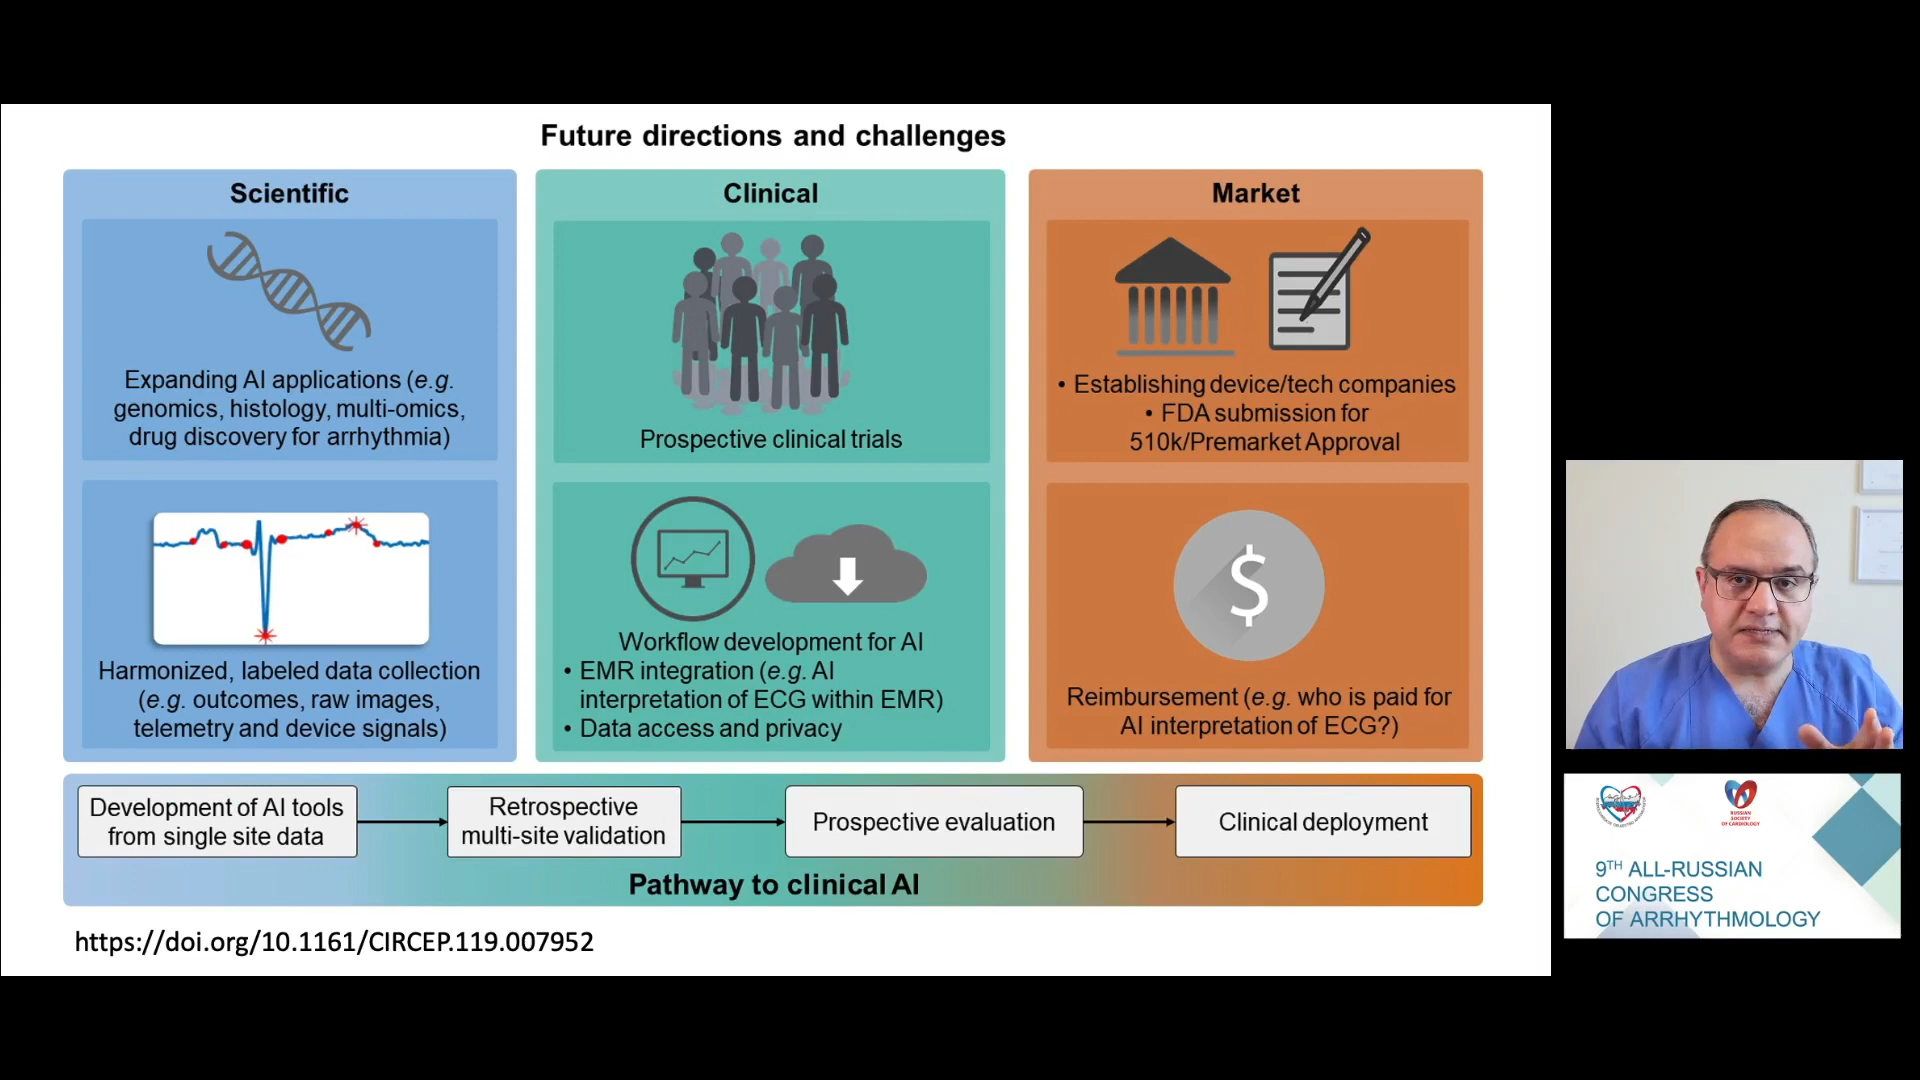 Future directions and challenges
Scientific
Expanding AI applications (e.g.
genomics, histology, multi-omics,
drug discovery for arrhythmia)
Harmonized, labeled data collection
(e.g. outcomes, raw images,
telemetry and device signals)
Clinical
Prospective clinical trials
Workflow development for AI
• EMR integration (e.g. AI
interpretation of ECG within EMR)
• Data access and privacy
Market
• Establishing device/tech companies
• FDA submission for
510k/Premarket Approval
$
Reimbursement (e.g. who is paid for
AI interpretation of ECG?)
Development of AI tools
from single site data
Retrospective
multi-site validation
Prospective evaluation
Clinical deployment
Pathway to clinical AI
https://doi.org/10.1161/CIRCEP.119.007952
RUSSIAN
SOCIETY
OF CARDIOLOGY
9TH ALL-RUSSIAN
CONGRESS
OF ARRHYTHMOLOGY